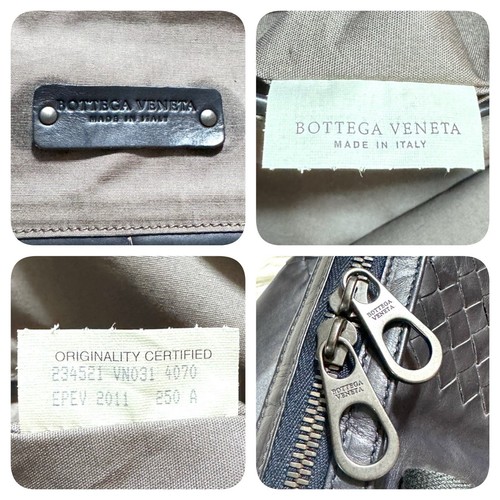 BOTTEGA VENETA
MADE IN ITALY
BOTTEGA VENETA
MADE IN ITALY
ORIGINALITY CERTIFIED
234521 VN031 4070
EPEV 2011 250 A
BOTTEGA
VENETA
BOTTEGA
VENETA